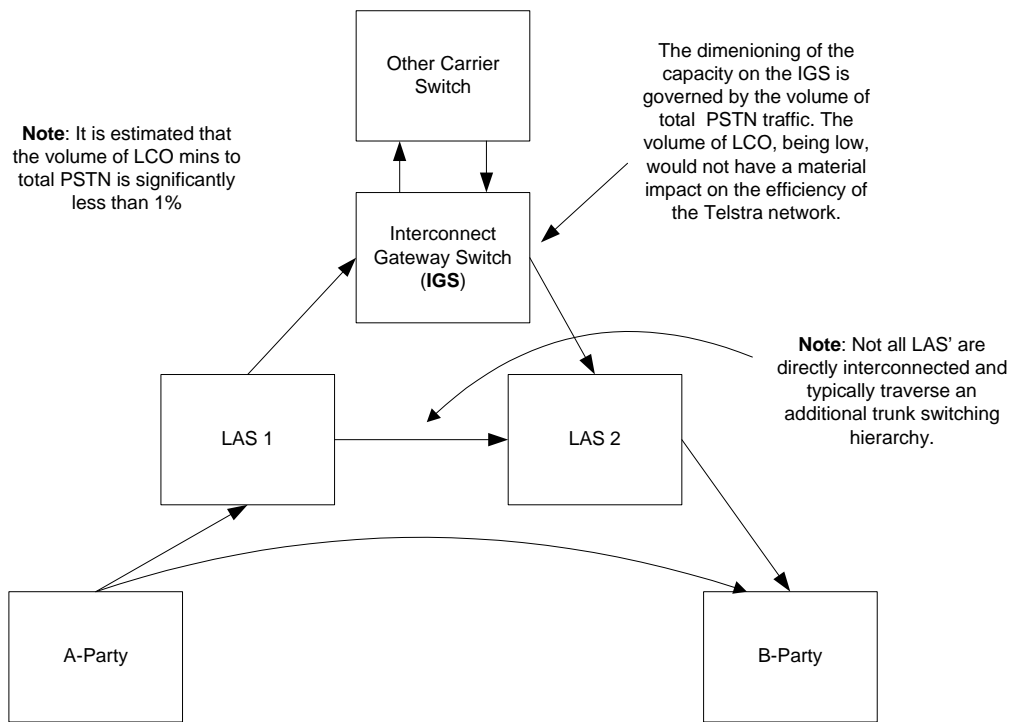 Other Carrier
Switch
The dimenioning of the
capacity on the IGS is
governed by the volume of
total PSTN traffic. The
volume of LCO, being low,
would not have a material
impact on the efficiency of
the Telstra network.
Note: It is estimated that
the volume of LCO mins to
total PSTN is significantly
less than 1%
Interconnect
Gateway Switch
(IGS)
Note: Not all LAS' are
directly interconnected and
typically traverse an
additional trunk switching
hierarchy.
LAS 1
LAS 2
A-Party
B-Party